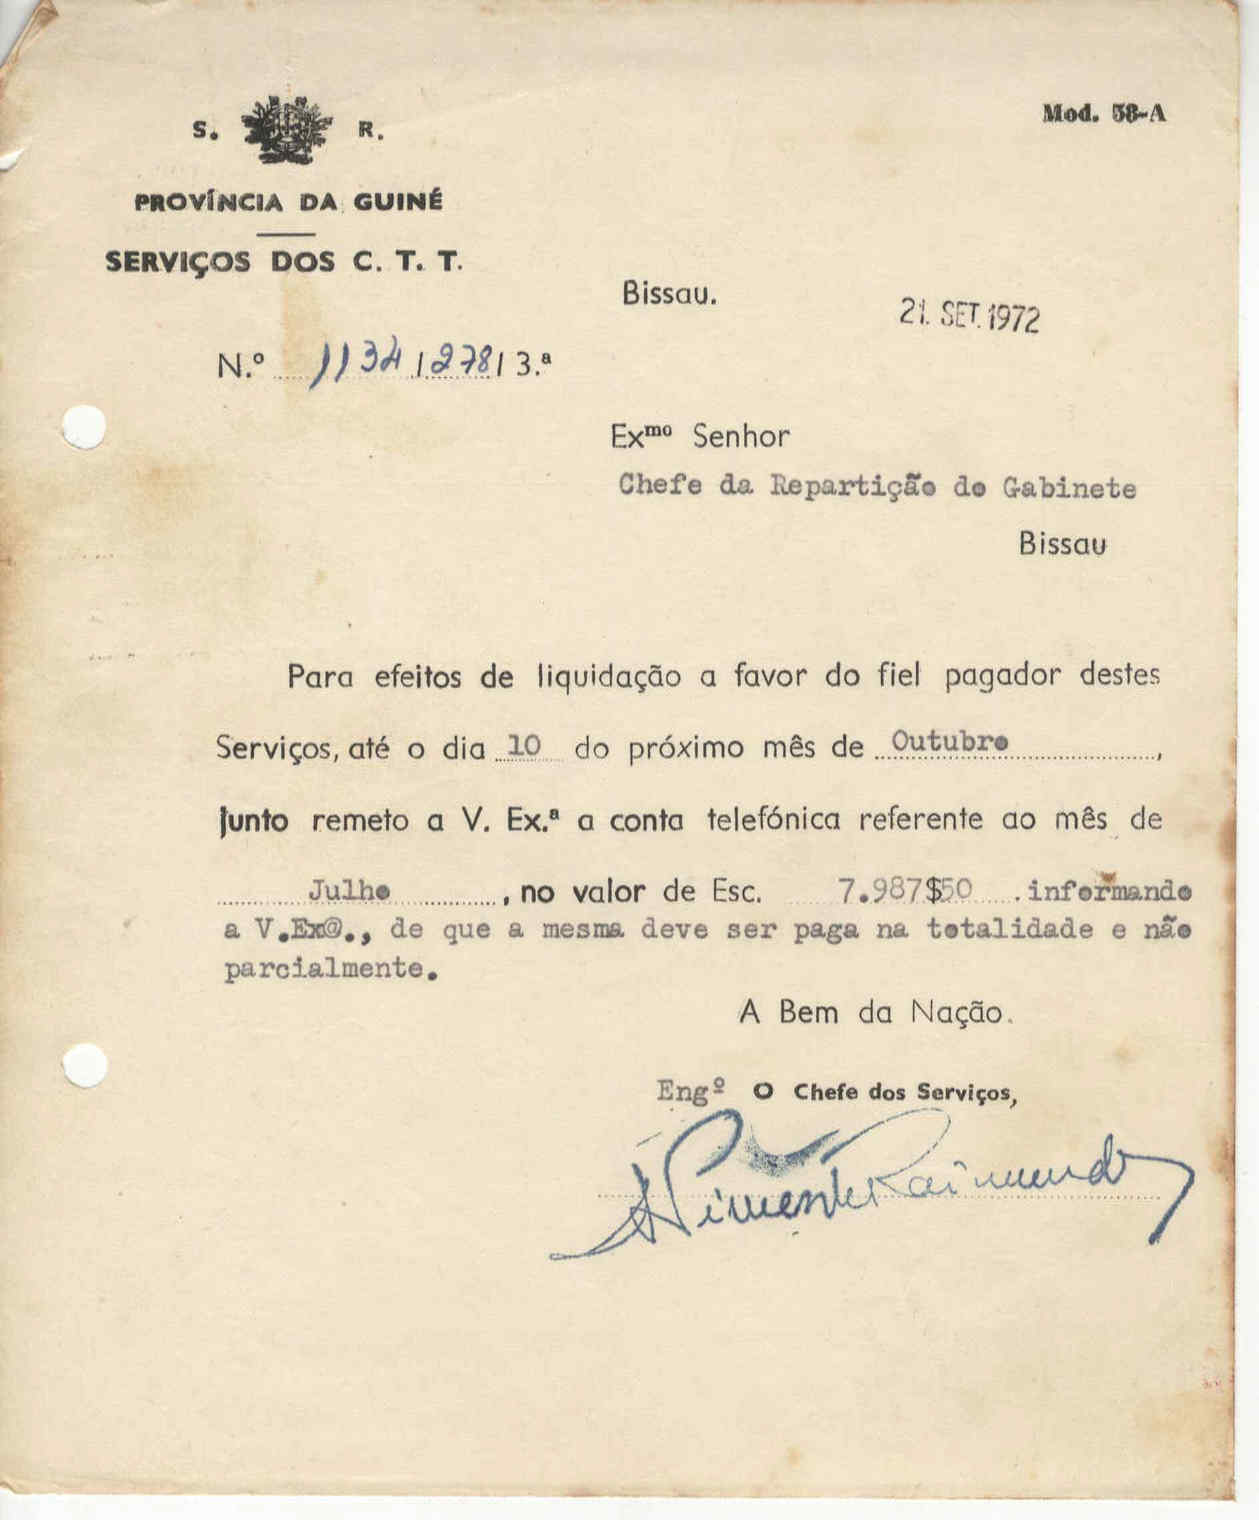 Mod. 58-A
S. R.
PROVÍNCIA DA GUINÉ
SERVIÇOS DOS C. T. T.
Bissau.
21. SET. 1972
N.º 1134/278/3.ª
Exmo Senhor
Chefe da Repartição do Gabinete
Bissau
Para efeitos de liquidação a favor do fiel pagador destes
Serviços, até o dia 10 do próximo mês de Outubro,
junto remeto a V. Ex.ª a conta telefónica referente ao mês de
Julho, no valor de Esc. 7.987$50. informando
a V.Ex@., de que a mesma deve ser paga na totalidade e não
parcialmente.
A Bem da Nação.
Engº O Chefe dos Serviços,
Pimentel Raimundo